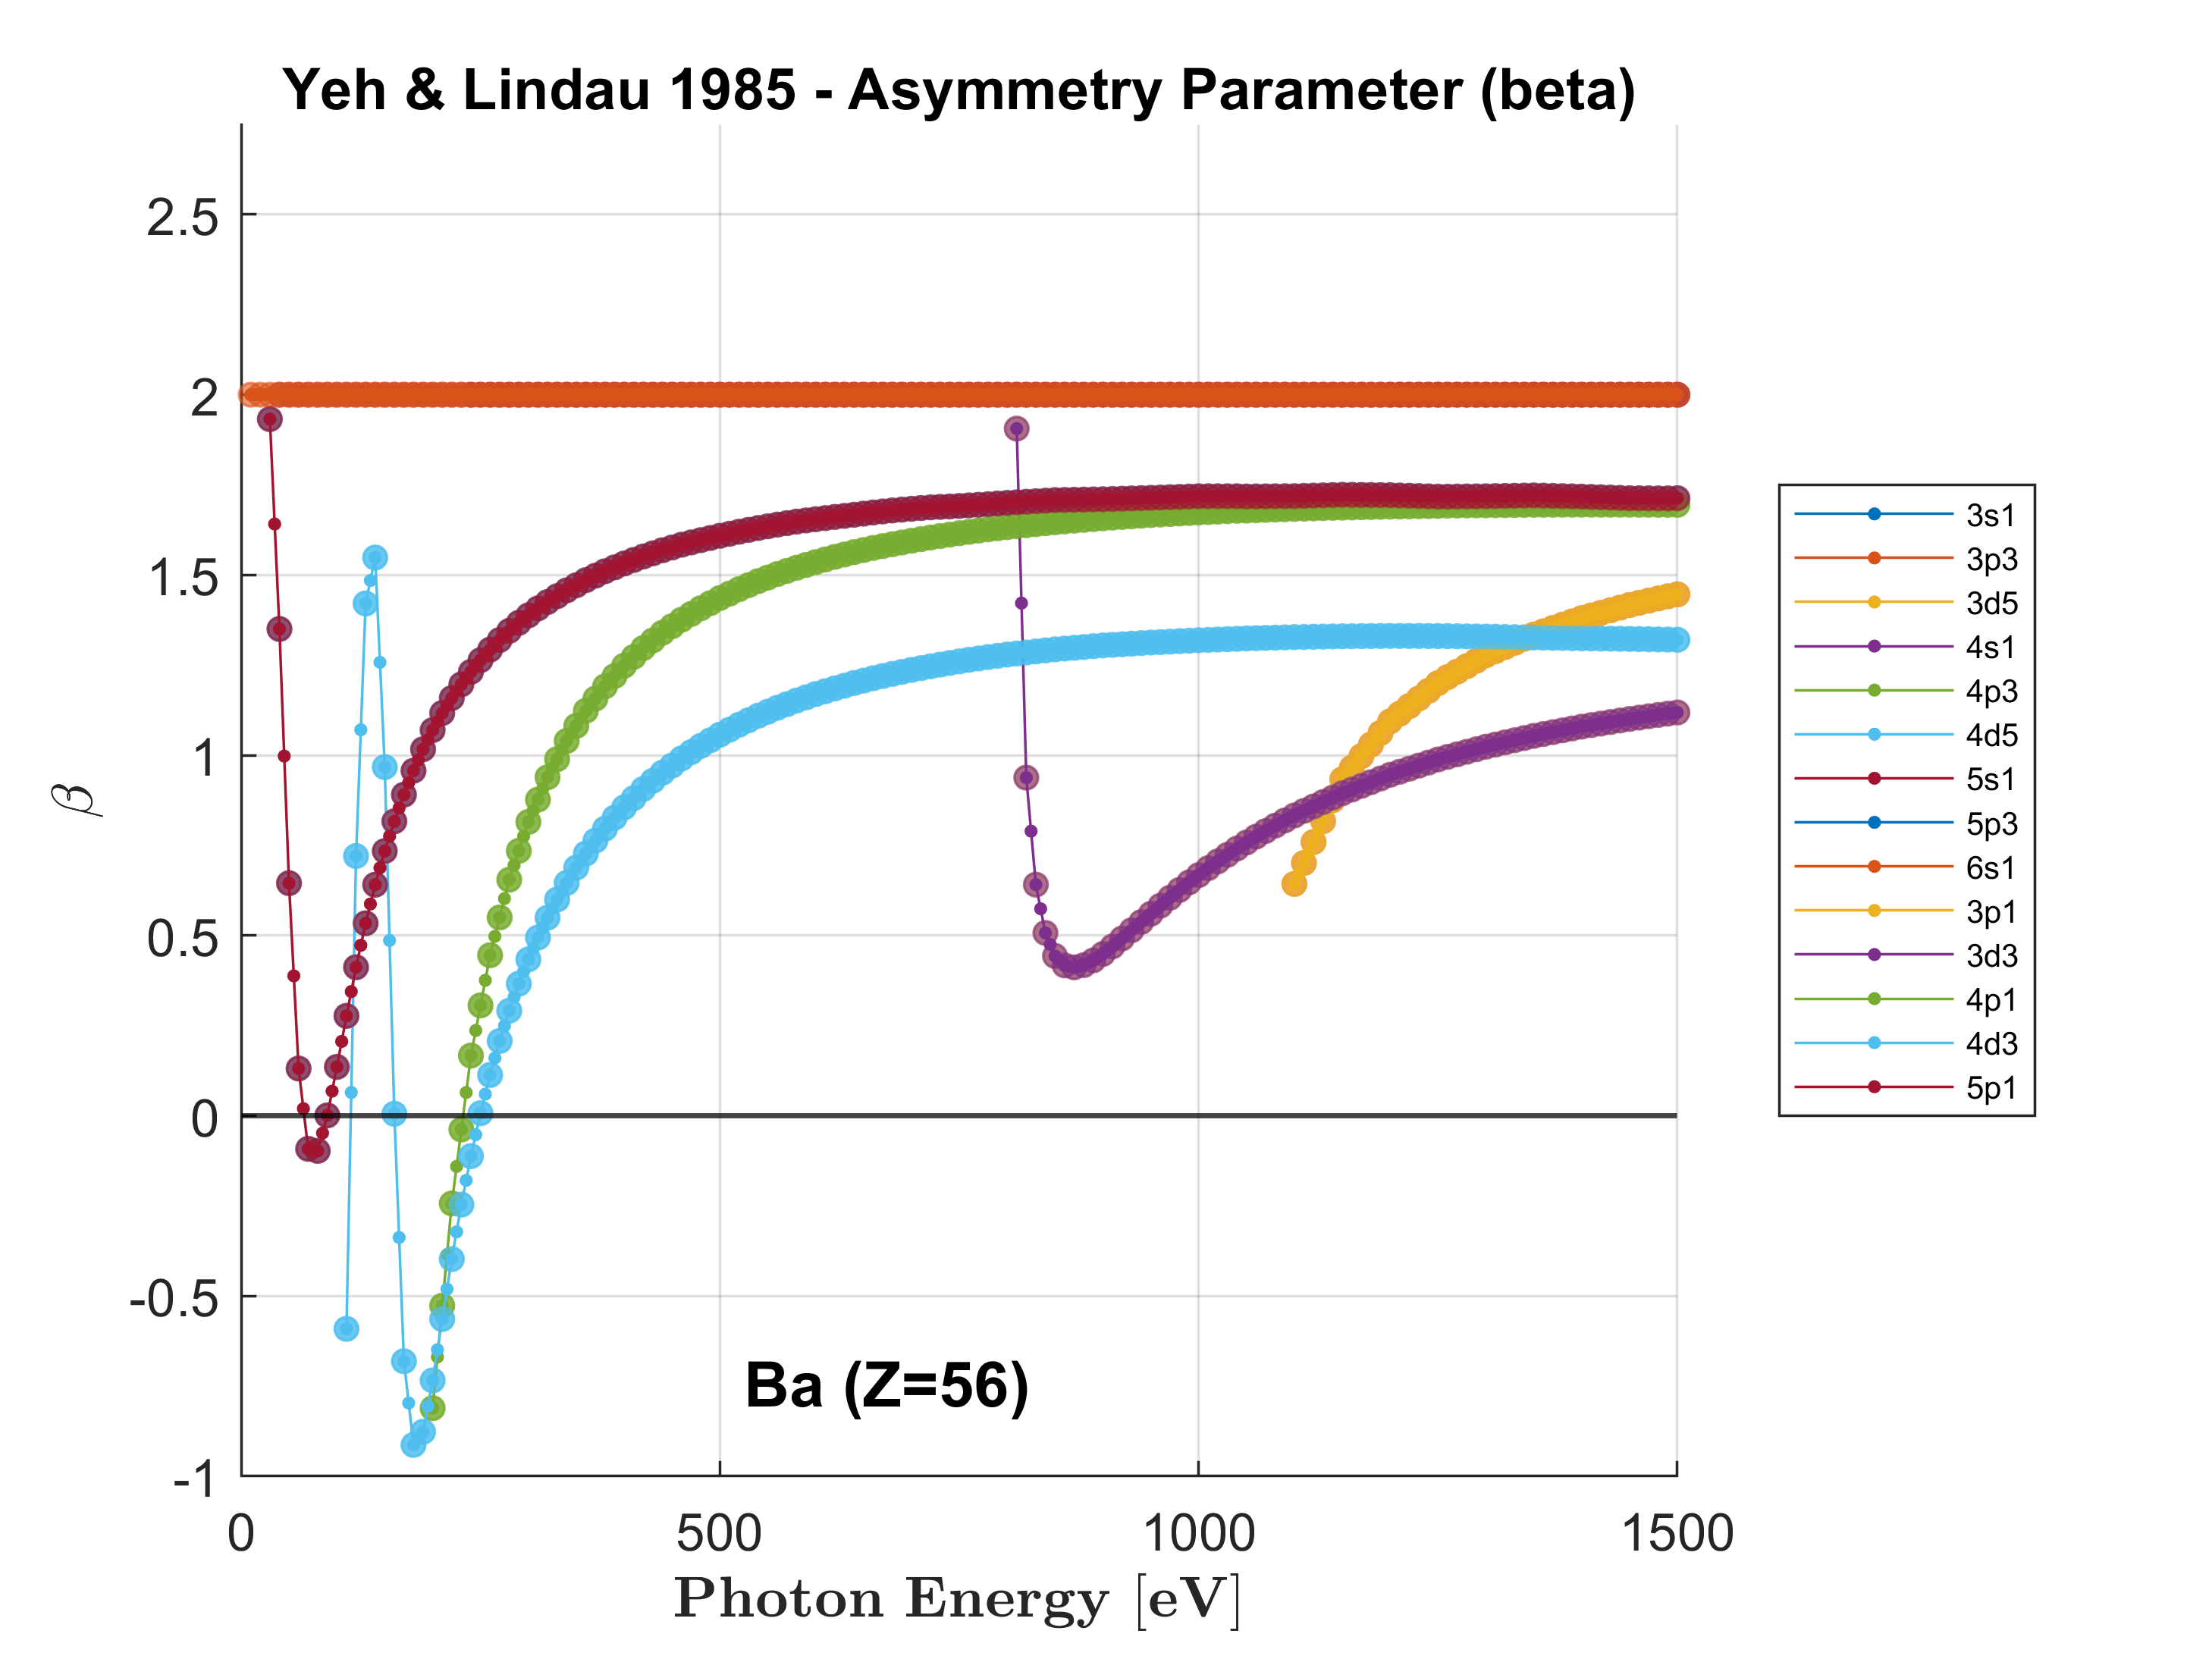 Yeh & Lindau 1985 - Asymmetry Parameter (beta)
2.5
2
1.5
1
0.5
0
-0.5
-1
β
0 500 1000 1500
Photon Energy [eV]
Ba (Z=56)
3s1
3p3
3d5
4s1
4p3
4d5
5s1
5p3
6s1
3p1
3d3
4p1
4d3
5p1